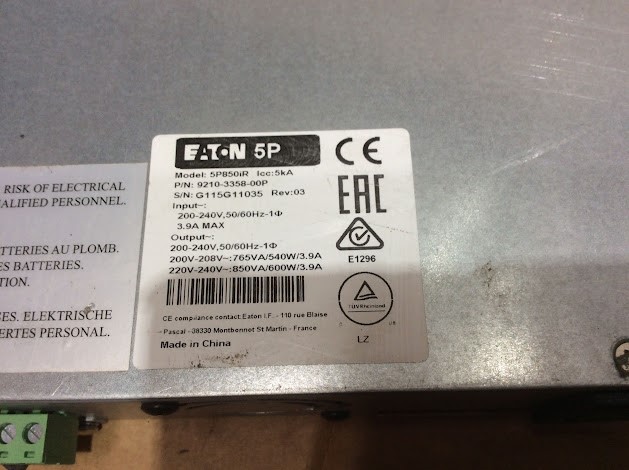 RISK OF ELECTRICAL
ALIFIED PERSONNEL.
TTERIES AU PLOMB.
ES BATTERIES.
TION.
ES. ELEKTRISCHE
ERTES PERSONAL.
EATON 5P
Model: 5P850iR Icc:5kA
P/N: 9210-3358-00P
S/N: G115G11035 Rev:03
Input~:
200-240V,50/60Hz-1Φ
3.9A MAX
Output~:
200-240V,50/60Hz-1Φ
200V-208V~:765VA/540W/3.9A
220V-240V~:850VA/600W/3.9A
CE compliance contact:Eaton I.F. - 110 rue Blaise
- Pascal - 38330 Montbonnot St Martin - France
Made in China
CE
EAC
E1296
TÜVRheinland
LZ